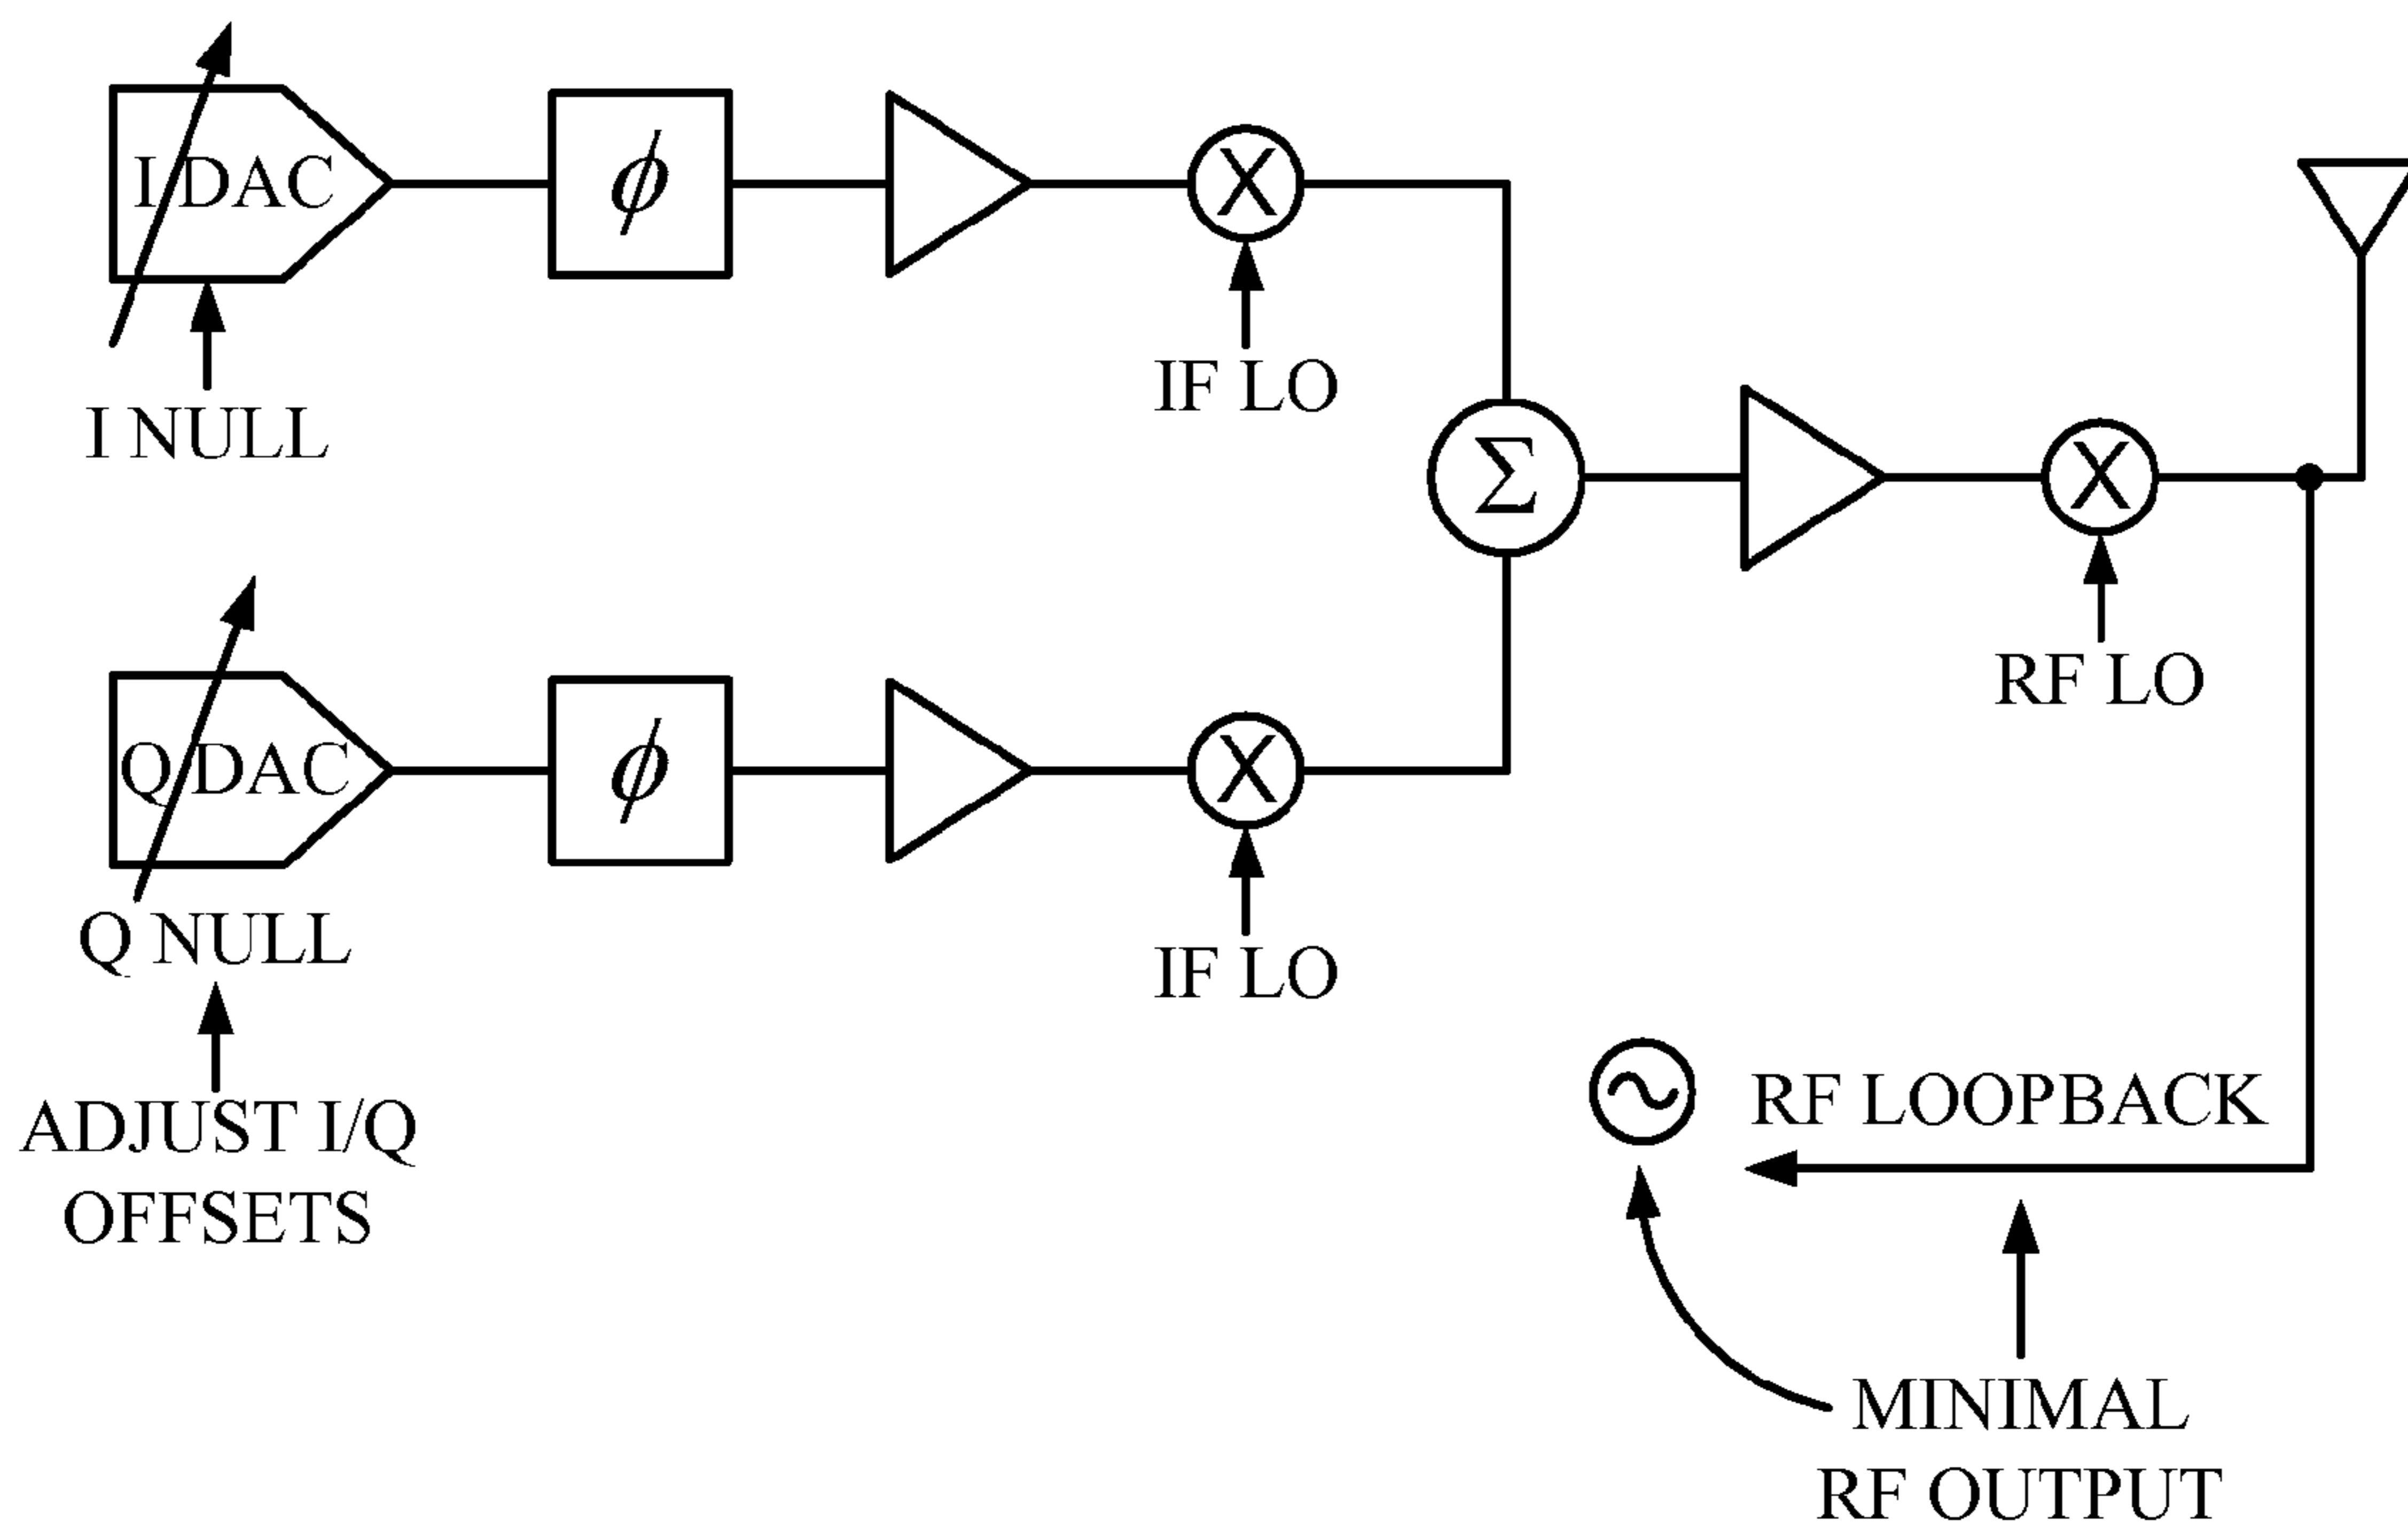 I DAC
ϕ
X
IF LO
I NULL
Σ
X
RF LO
Q DAC
ϕ
X
IF LO
Q NULL
ADJUST I/Q
OFFSETS
RF LOOPBACK
MINIMAL
RF OUTPUT